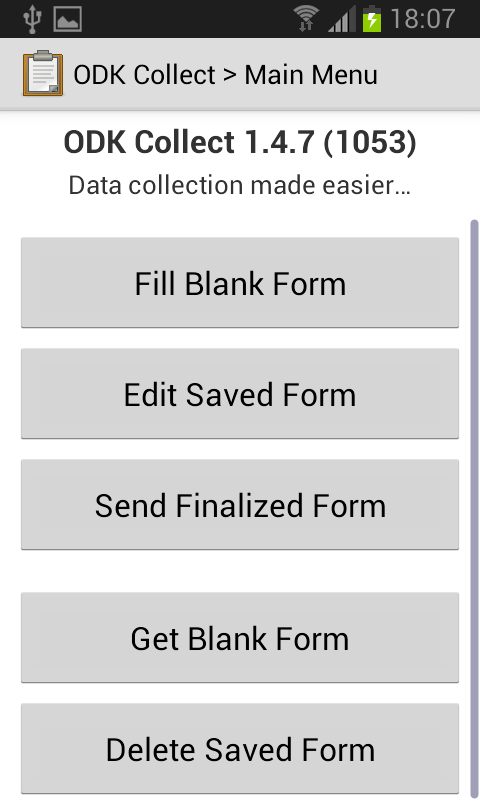 18:07
ODK Collect > Main Menu
ODK Collect 1.4.7 (1053)
Data collection made easier...
Fill Blank Form
Edit Saved Form
Send Finalized Form
Get Blank Form
Delete Saved Form